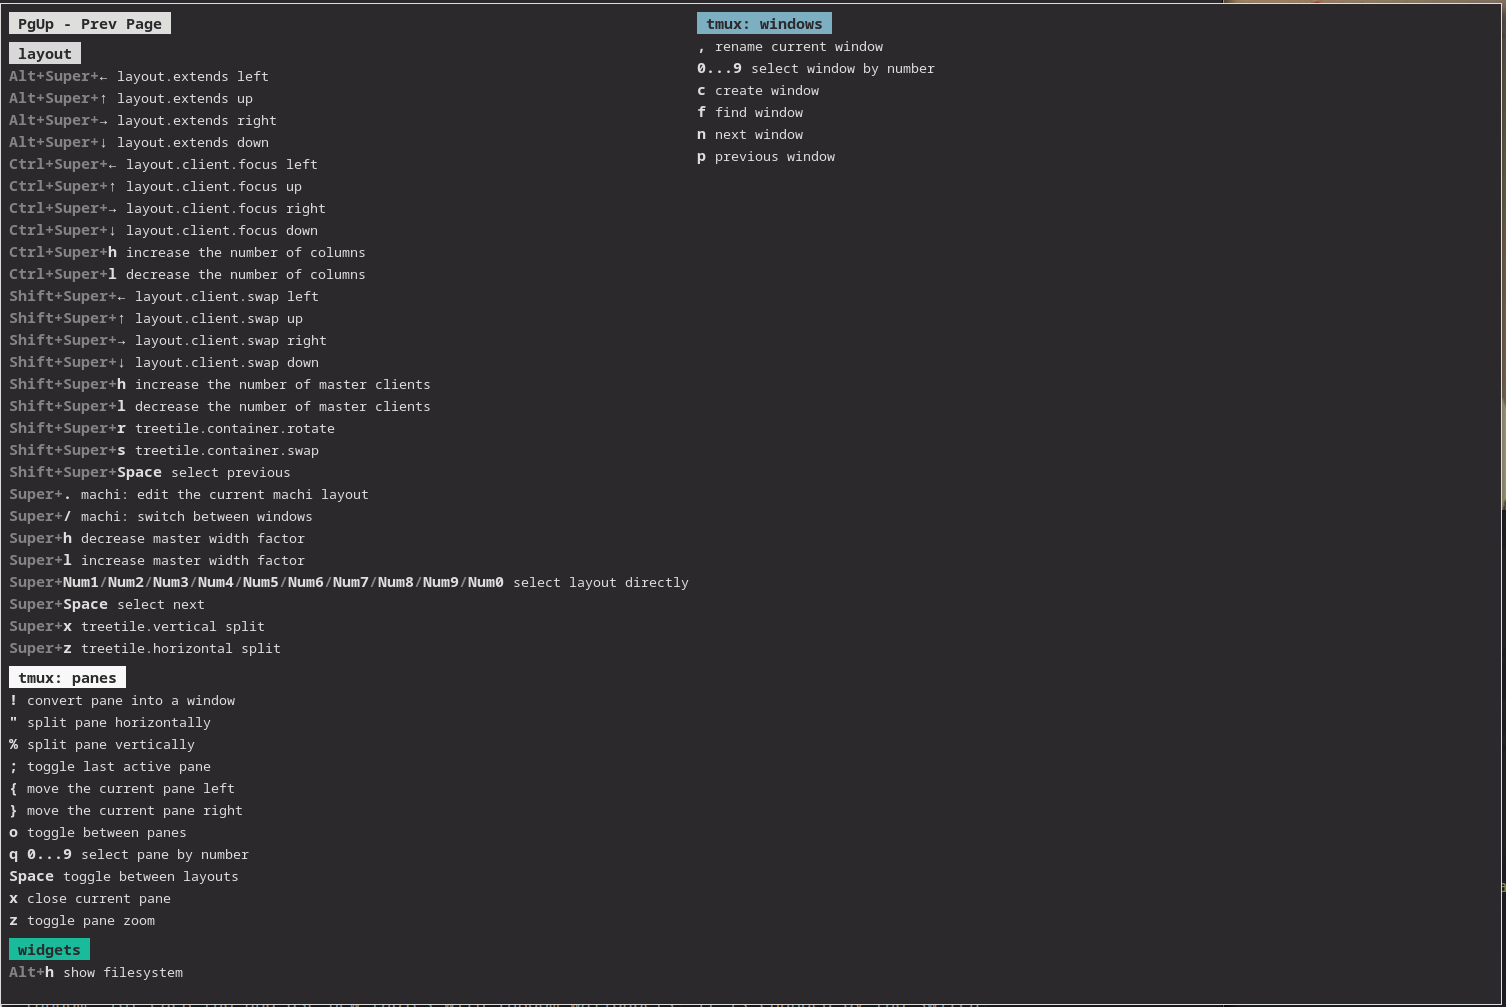 PgUp - Prev Page
layout
Alt+Super+← layout.extends left
Alt+Super+↑ layout.extends up
Alt+Super+→ layout.extends right
Alt+Super+↓ layout.extends down
Ctrl+Super+← layout.client.focus left
Ctrl+Super+↑ layout.client.focus up
Ctrl+Super+→ layout.client.focus right
Ctrl+Super+↓ layout.client.focus down
Ctrl+Super+h increase the number of columns
Ctrl+Super+l decrease the number of columns
Shift+Super+← layout.client.swap left
Shift+Super+↑ layout.client.swap up
Shift+Super+→ layout.client.swap right
Shift+Super+↓ layout.client.swap down
Shift+Super+h increase the number of master clients
Shift+Super+l decrease the number of master clients
Shift+Super+r treetile.container.rotate
Shift+Super+s treetile.container.swap
Shift+Super+Space select previous
Super+. machi: edit the current machi layout
Super+/ machi: switch between windows
Super+h decrease master width factor
Super+l increase master width factor
Super+Num1/Num2/Num3/Num4/Num5/Num6/Num7/Num8/Num9/Num0 select layout directly
Super+Space select next
Super+x treetile.vertical split
Super+z treetile.horizontal split
tmux: panes
! convert pane into a window
" split pane horizontally
% split pane vertically
; toggle last active pane
{ move the current pane left
} move the current pane right
o toggle between panes
q 0...9 select pane by number
Space toggle between layouts
x close current pane
z toggle pane zoom
widgets
Alt+h show filesystem
tmux: windows
, rename current window
0...9 select window by number
c create window
f find window
n next window
p previous window